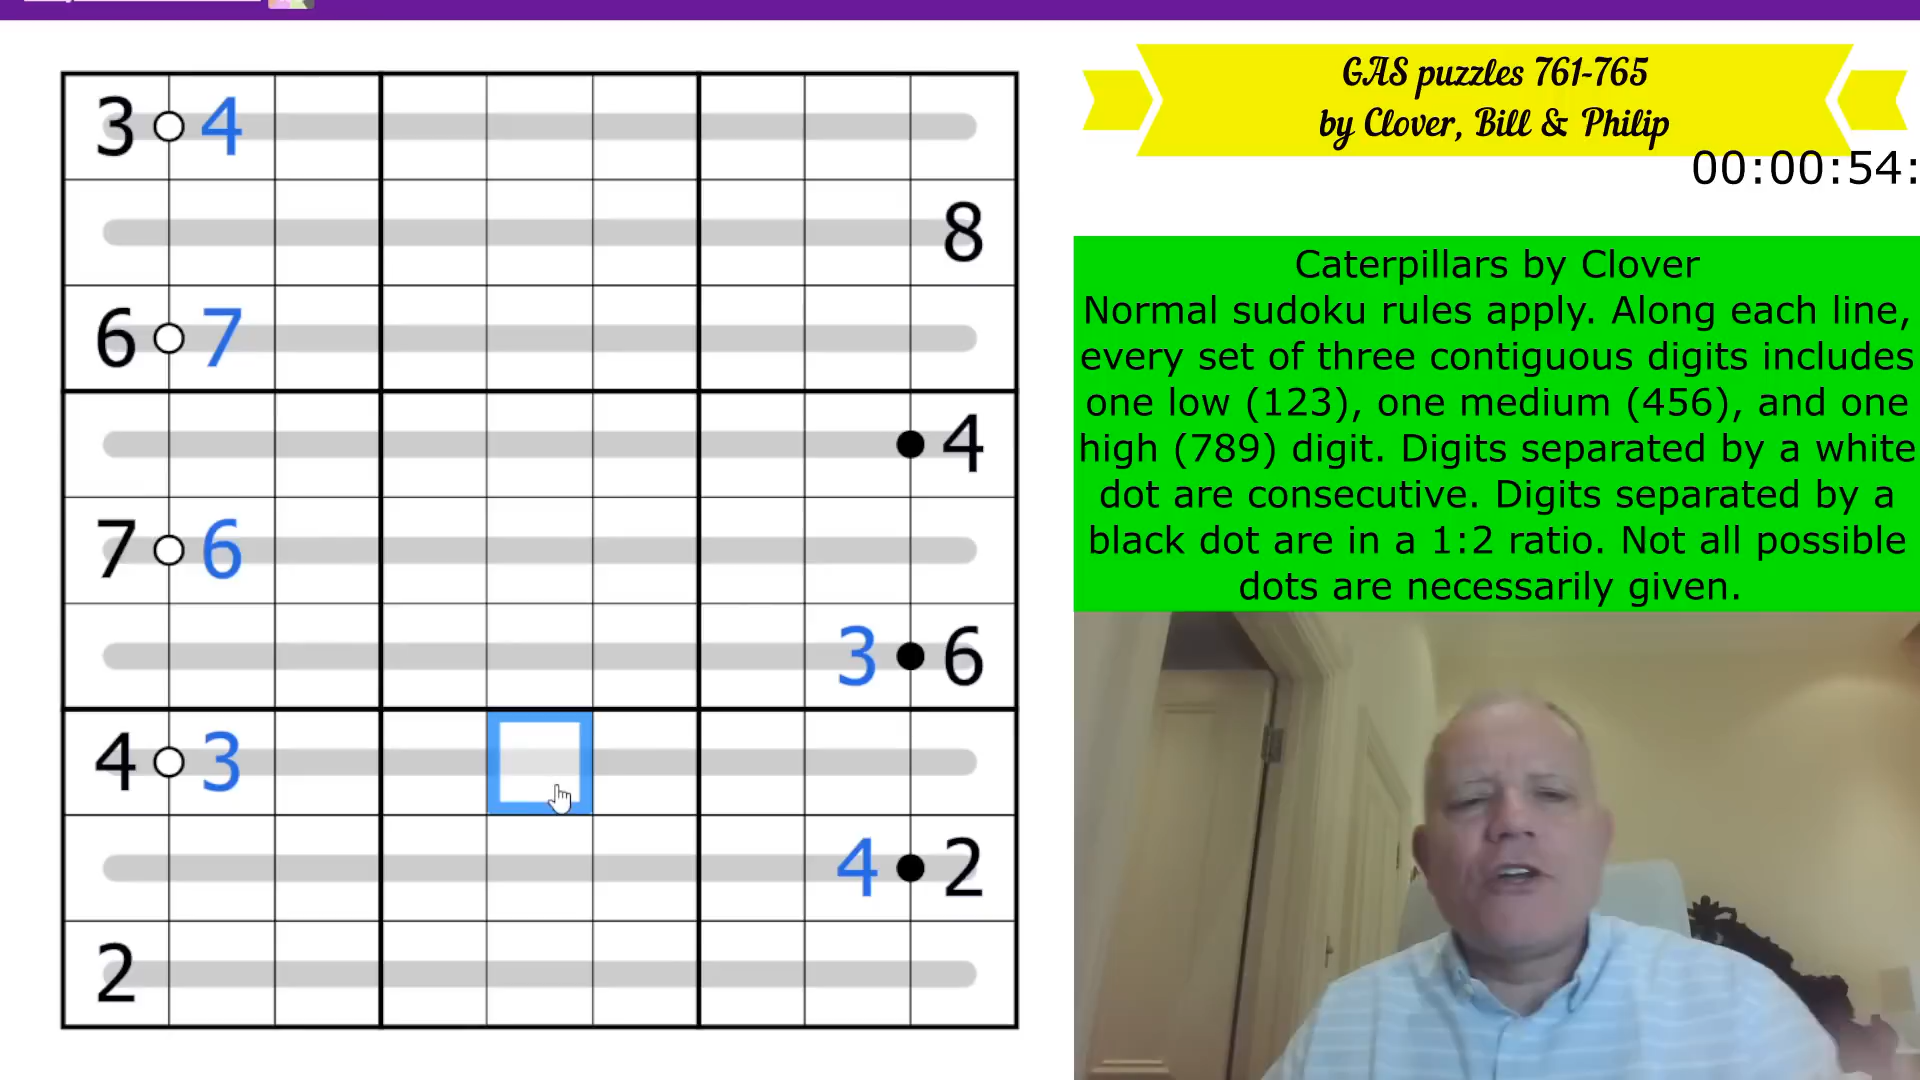 GAS puzzles 761-765
by Clover, Bill & Philip
00:00:54:
Caterpillars by Clover
Normal sudoku rules apply. Along each line,
every set of three contiguous digits includes
one low (123), one medium (456), and one
high (789) digit. Digits separated by a white
dot are consecutive. Digits separated by a
black dot are in a 1:2 ratio. Not all possible
dots are necessarily given.
3 4
8
6 7
4
7 6
3 6
4 3
4 2
2